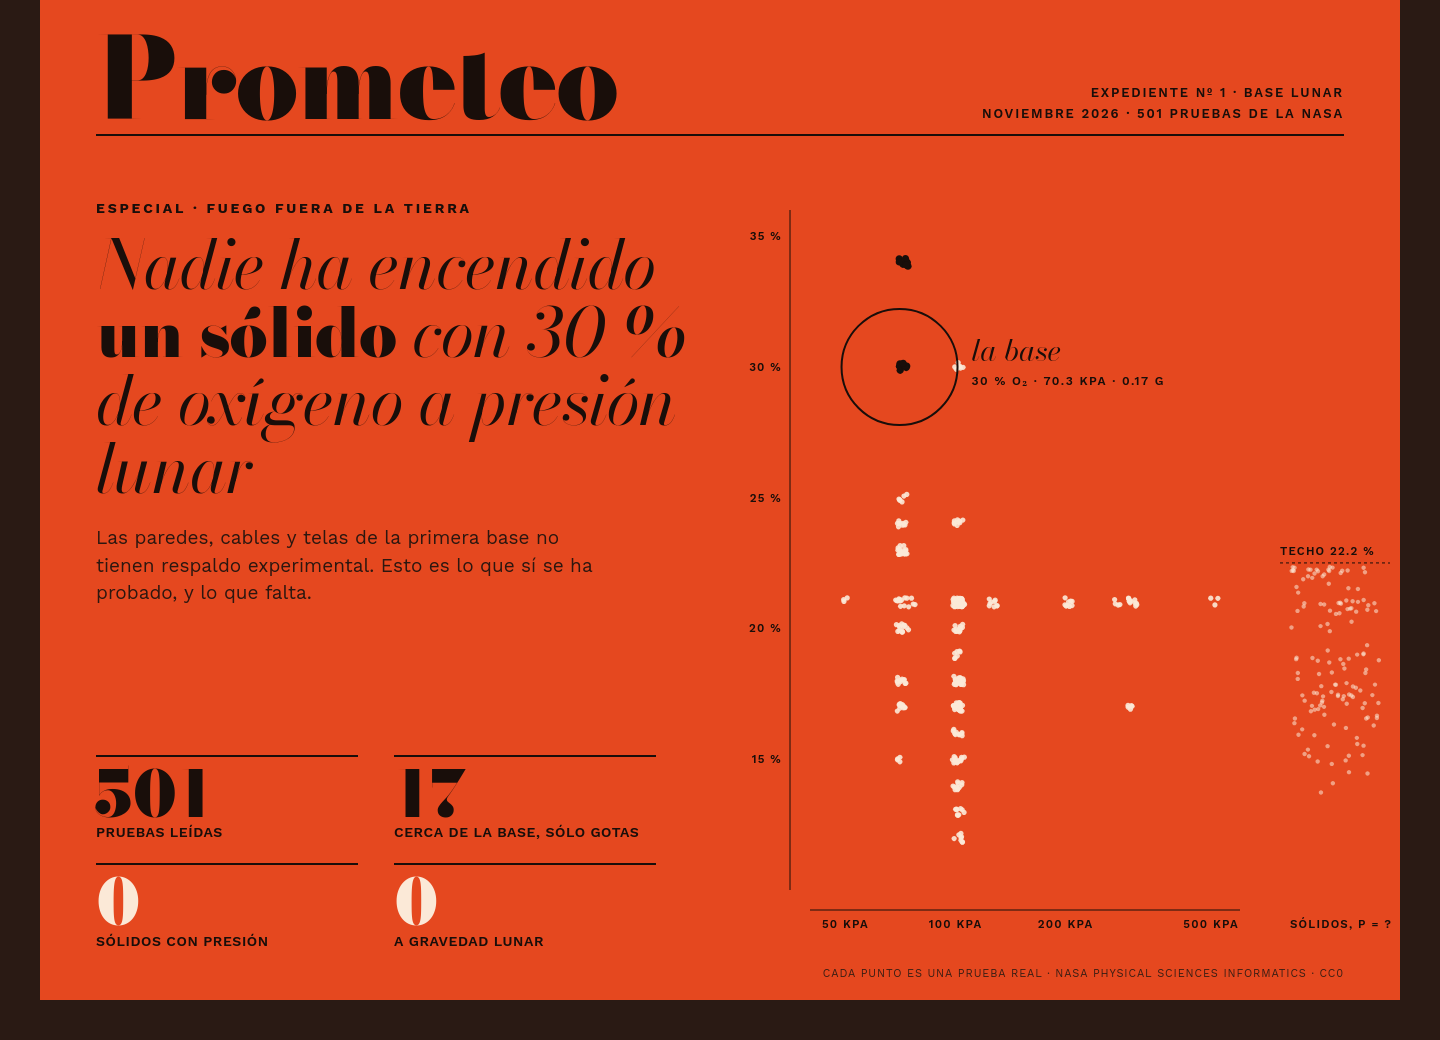 Prometeo
EXPEDIENTE Nº 1 · BASE LUNAR
NOVIEMBRE 2026 · 501 PRUEBAS DE LA NASA
ESPECIAL · FUEGO FUERA DE LA TIERRA
Nadie ha encendido
un sólido con 30 %
de oxígeno a presión
lunar
Las paredes, cables y telas de la primera base no
tienen respaldo experimental. Esto es lo que sí se ha
probado, y lo que falta.
501
PRUEBAS LEÍDAS
17
CERCA DE LA BASE, SÓLO GOTAS
0
SÓLIDOS CON PRESIÓN
0
A GRAVEDAD LUNAR
35 %
30 %
25 %
20 %
15 %
la base
30 % O₂ · 70.3 KPA · 0.17 G
TECHO 22.2 %
50 KPA
100 KPA
200 KPA
500 KPA
SÓLIDOS, P = ?
CADA PUNTO ES UNA PRUEBA REAL · NASA PHYSICAL SCIENCES INFORMATICS · CC0